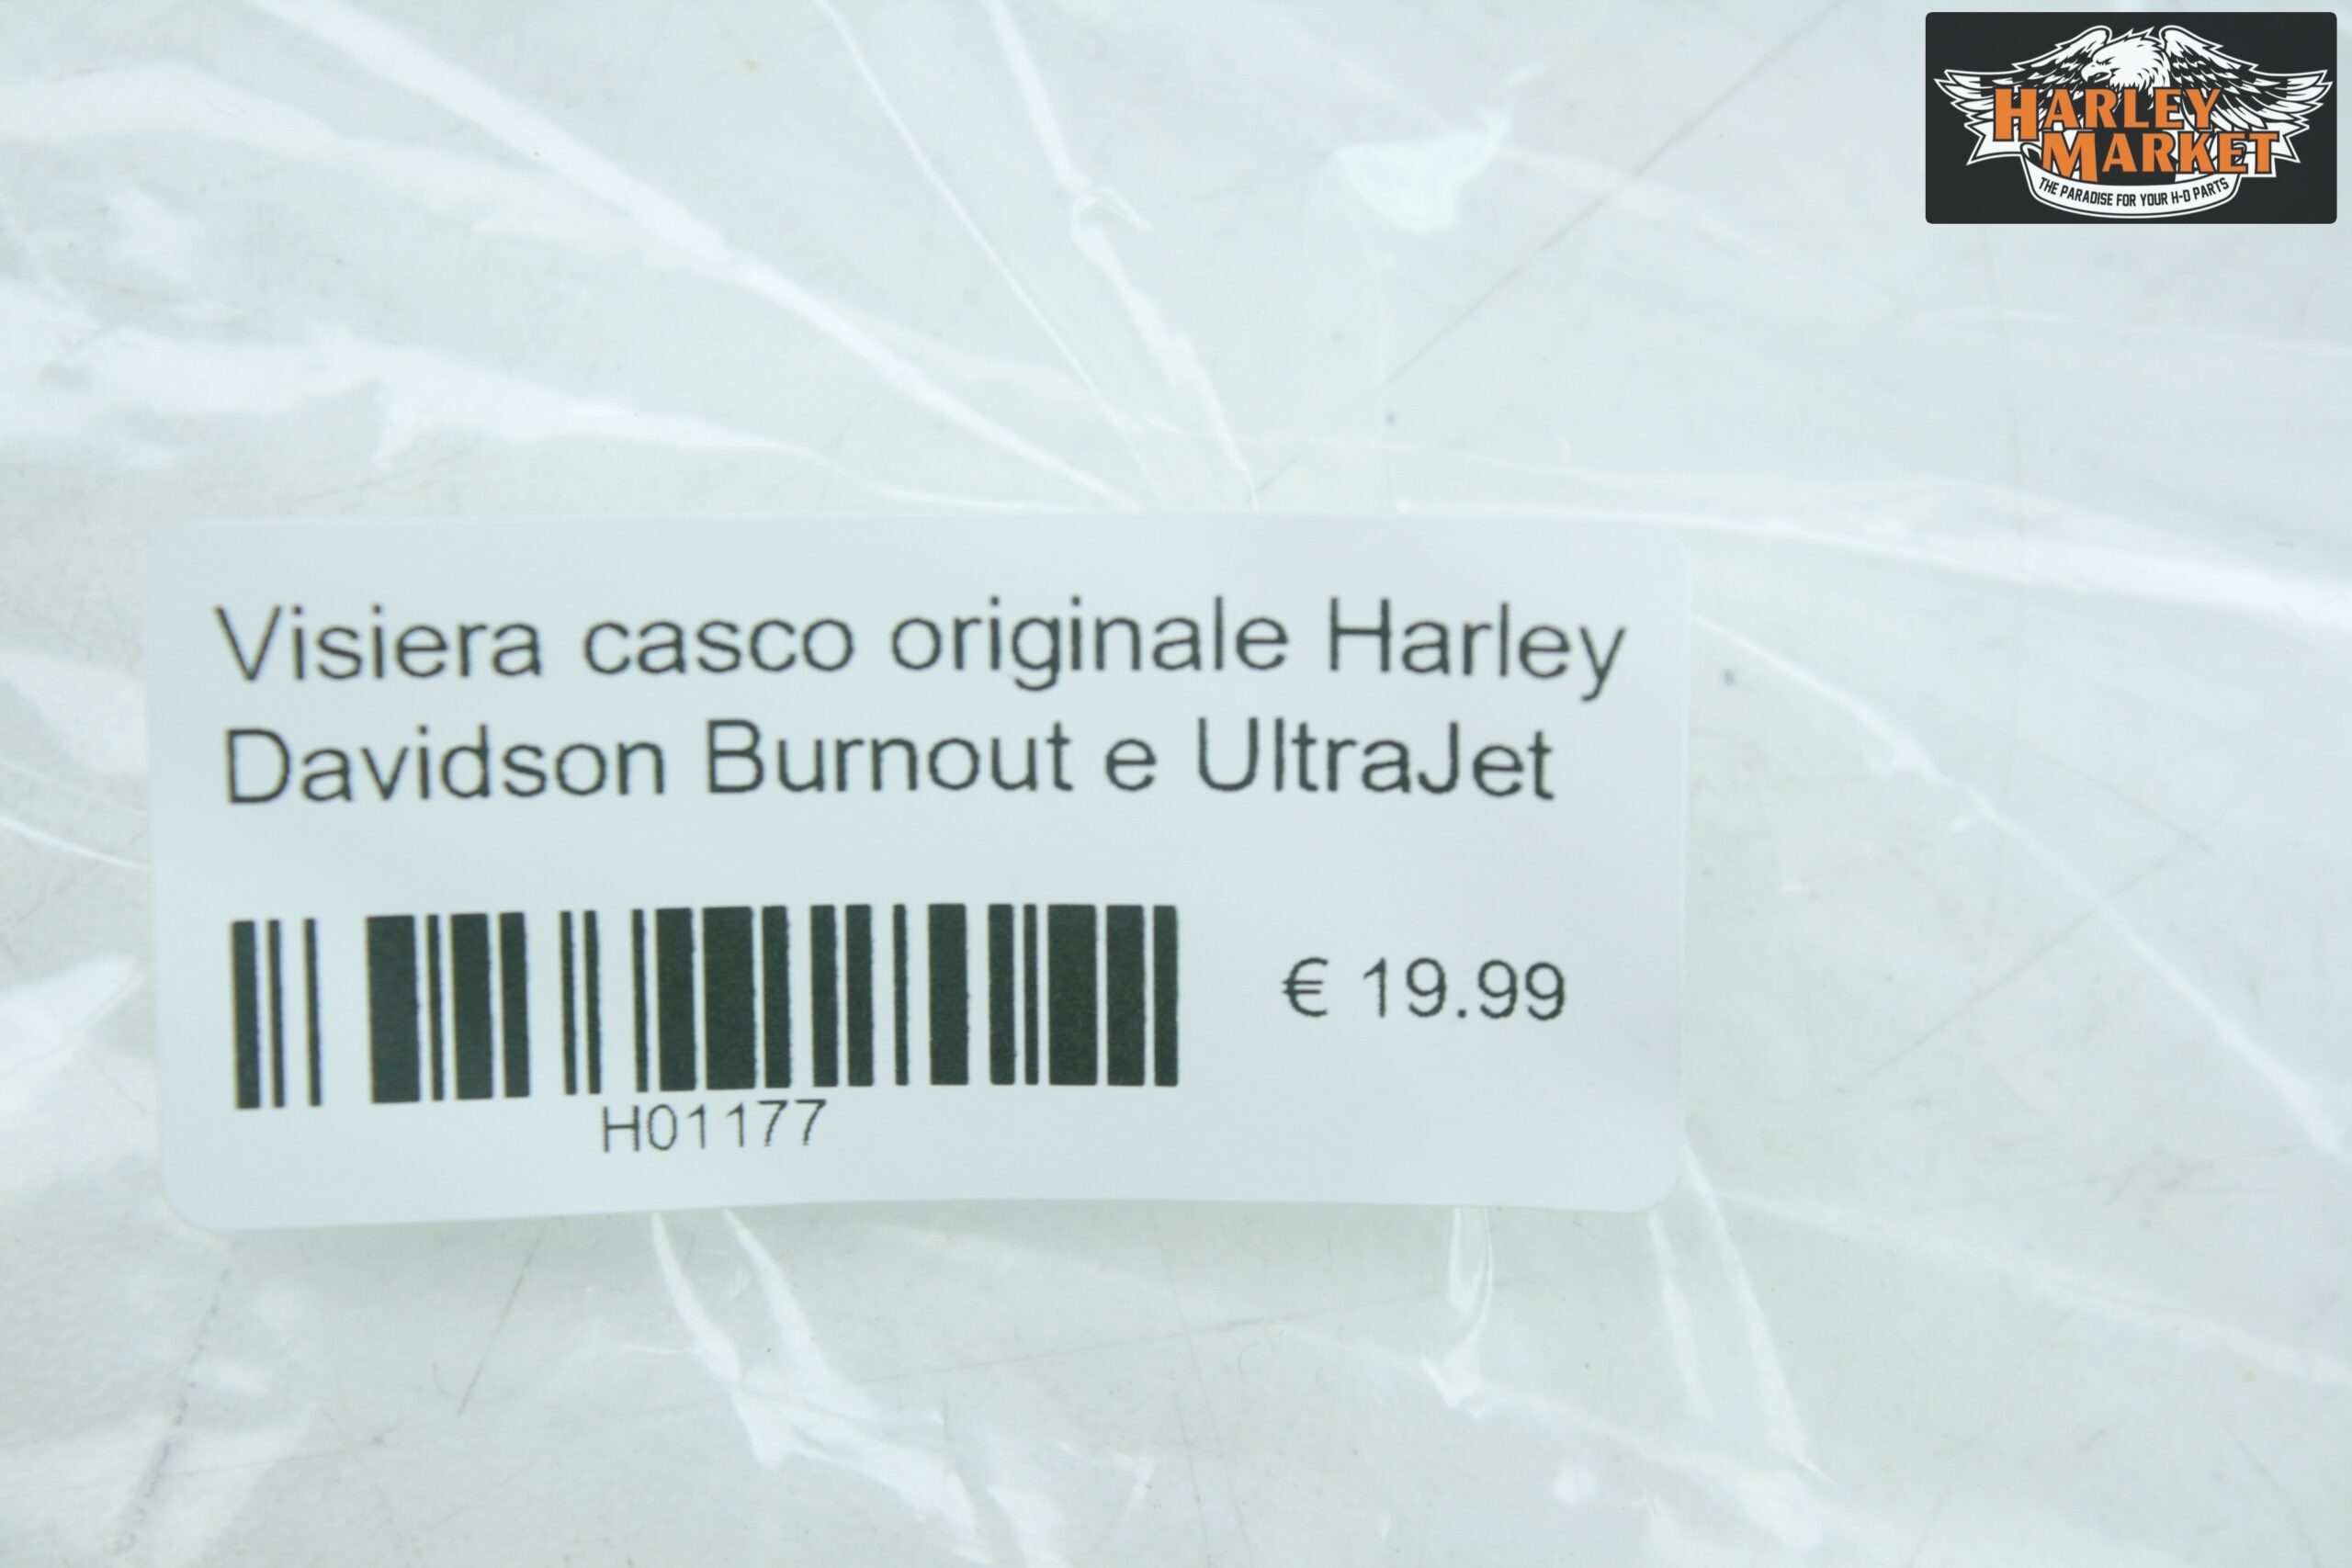 HARLEY
MARKET
THE PARADISE FOR YOUR H-D PARTS
Visiera casco originale Harley
Davidson Burnout e UltraJet
€ 19.99
H01177